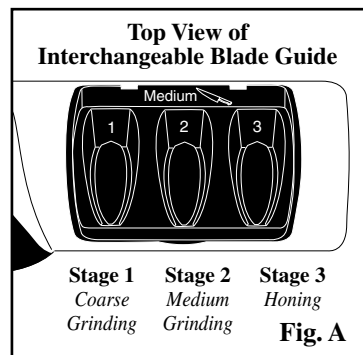 Top View of
Interchangeable Blade Guide
Medium
1 2 3
Stage 1 Stage 2 Stage 3
Coarse Medium Honing
Grinding Grinding
Fig. A